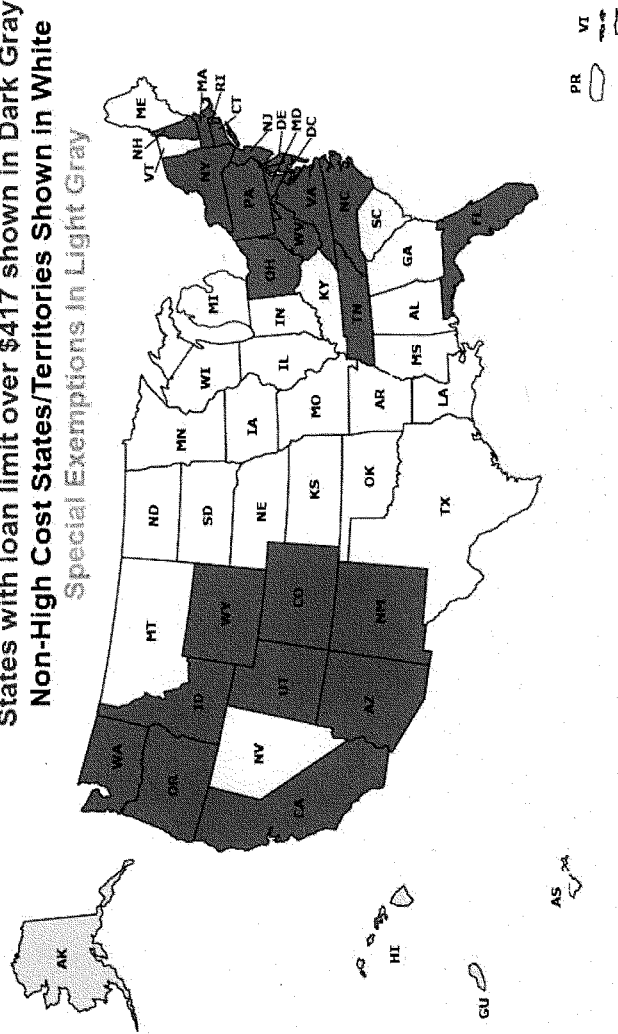 States with loan limit over $417 shown in Dark Gray
Non-High Cost States/Territories Shown in White
Special Exemptions In Light Gray
AK
HI
GU
AS
WA
OR
CA
NV
ID
MT
WY
UT
CO
AZ
NM
ND
SD
NE
KS
OK
TX
MN
IA
MO
AR
LA
WI
IL
MI
IN
OH
KY
TN
MS
AL
GA
FL
SC
NC
VA
WV
PA
NY
VT
NH
ME
MA
RI
CT
NJ
DE
MD
DC
PR
VI